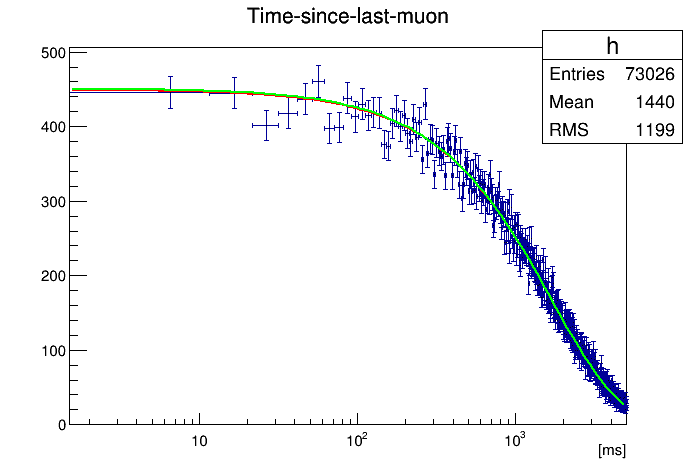 Time-since-last-muon
h
Entries 73026
Mean 1440
RMS 1199
500
400
300
200
100
0
10 10² 10³
[ms]